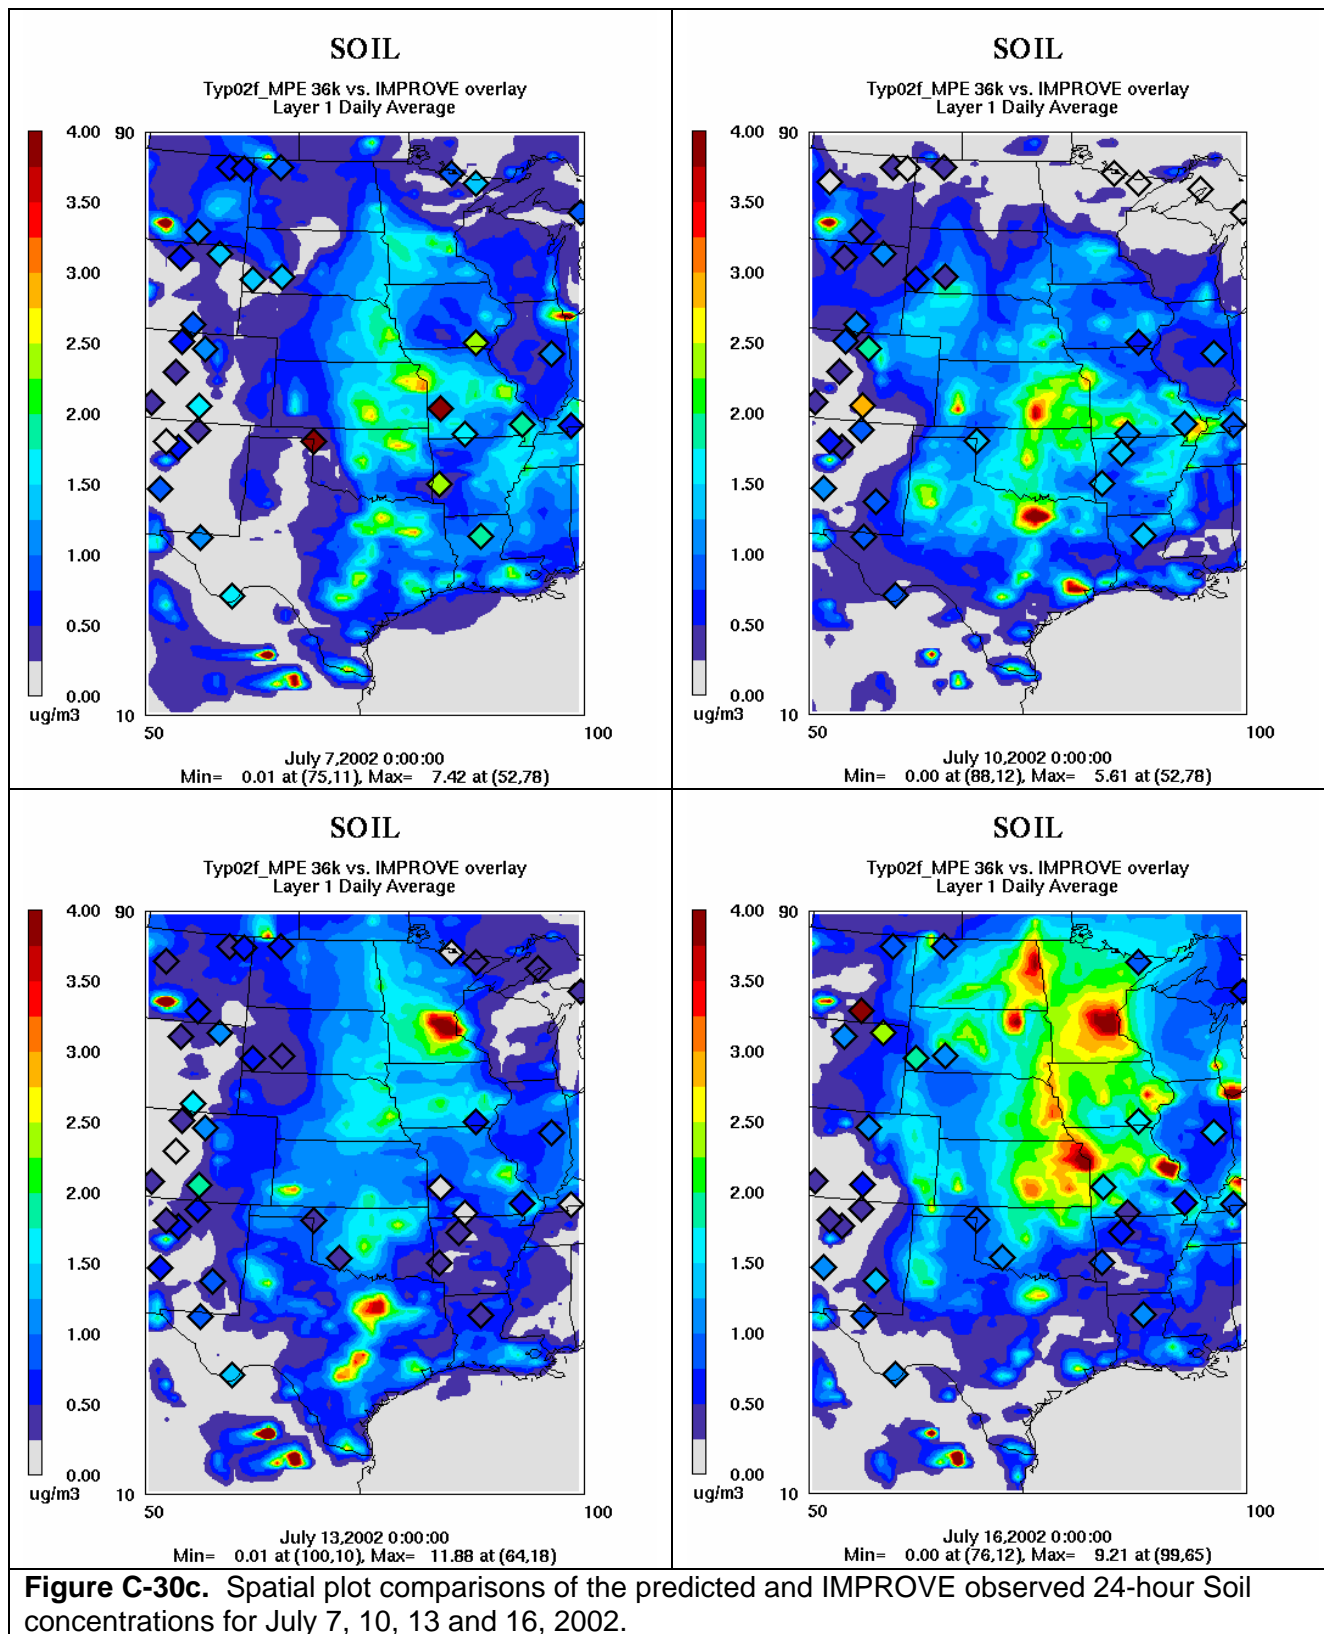 SOIL
Typ02f_MPE 36k vs. IMPROVE overlay
Layer 1 Daily Average
90
4.00
3.50
3.00
2.50
2.00
1.50
1.00
0.50
0.00
ug/m3
10
50
100
July 7,2002 0:00:00
Min= 0.01 at (75,11), Max= 7.42 at (52,78)
SOIL
Typ02f_MPE 36k vs. IMPROVE overlay
Layer 1 Daily Average
90
4.00
3.50
3.00
2.50
2.00
1.50
1.00
0.50
0.00
ug/m3
10
50
100
July 10,2002 0:00:00
Min= 0.00 at (88,12), Max= 5.61 at (52,78)
SOIL
Typ02f_MPE 36k vs. IMPROVE overlay
Layer 1 Daily Average
90
4.00
3.50
3.00
2.50
2.00
1.50
1.00
0.50
0.00
ug/m3
10
50
100
July 13,2002 0:00:00
Min= 0.01 at (100,10), Max= 11.88 at (64,18)
SOIL
Typ02f_MPE 36k vs. IMPROVE overlay
Layer 1 Daily Average
90
4.00
3.50
3.00
2.50
2.00
1.50
1.00
0.50
0.00
ug/m3
10
50
100
July 16,2002 0:00:00
Min= 0.00 at (76,12), Max= 9.21 at (99,65)
Figure C-30c. Spatial plot comparisons of the predicted and IMPROVE observed 24-hour Soil
concentrations for July 7, 10, 13 and 16, 2002.